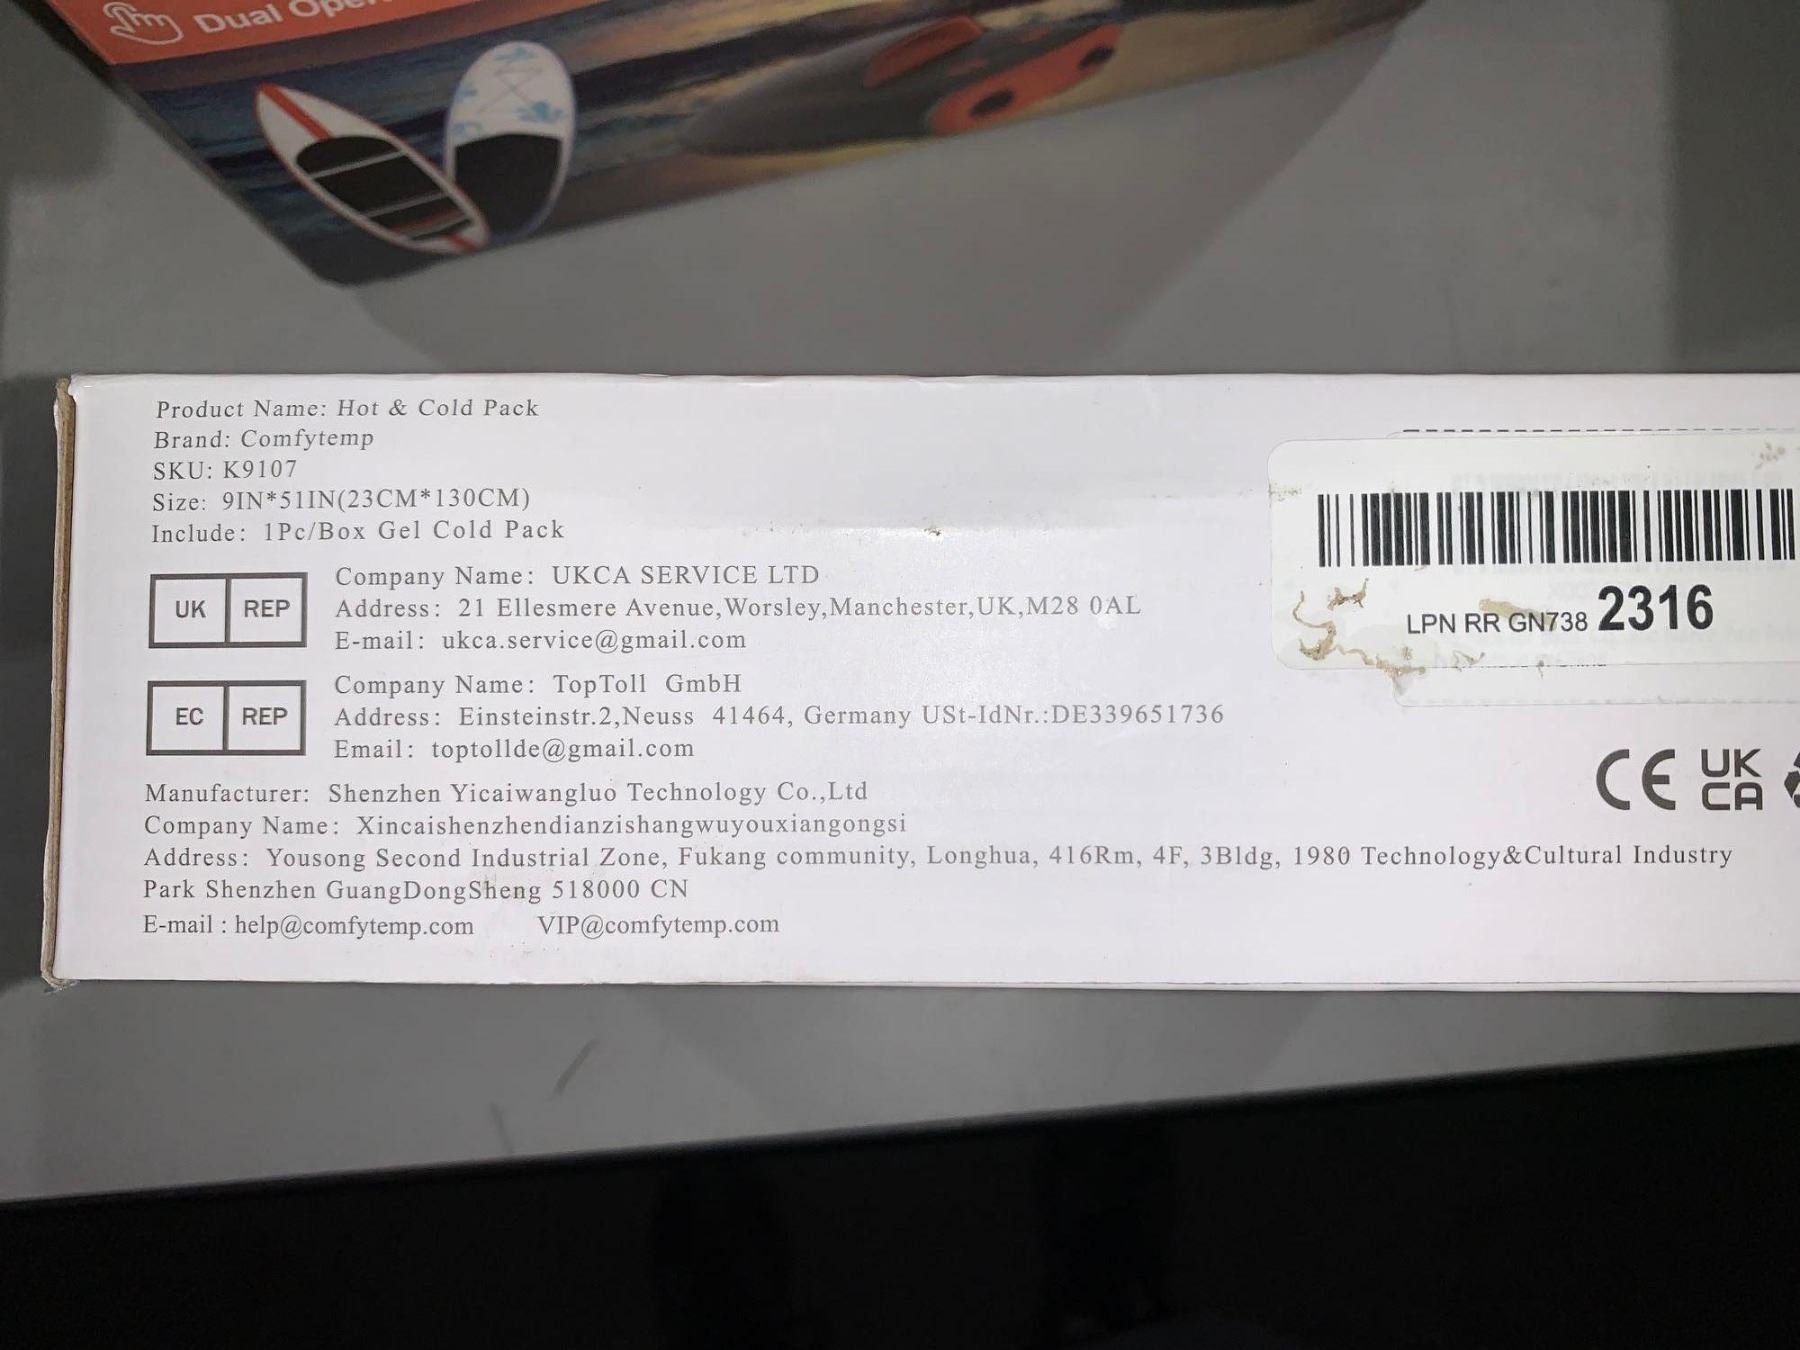 Dual
Product Name: Hot & Cold Pack
Brand: Comfytemp
SKU: K9107
Size: 9IN*51IN(23CM*130CM)
Include: 1Pc/Box Gel Cold Pack
UK REP
Company Name: UKCA SERVICE LTD
Address: 21 Ellesmere Avenue,Worsley,Manchester,UK,M28 0AL
E-mail: ukca.service@gmail.com
EC REP
Company Name: TopToll GmbH
Address: Einsteinstr.2,Neuss 41464, Germany USt-IdNr.:DE339651736
Email: toptollde@gmail.com
Manufacturer: Shenzhen Yicaiwangluo Technology Co.,Ltd
Company Name: Xincaishenzhendianzishangwuyouxiangongsi
Address: Yousong Second Industrial Zone, Fukang community, Longhua, 416Rm, 4F, 3Bldg, 1980 Technology&Cultural Industry
Park Shenzhen GuangDongSheng 518000 CN
E-mail : help@comfytemp.com VIP@comfytemp.com
LPN RR GN738 2316
CE UK
CA